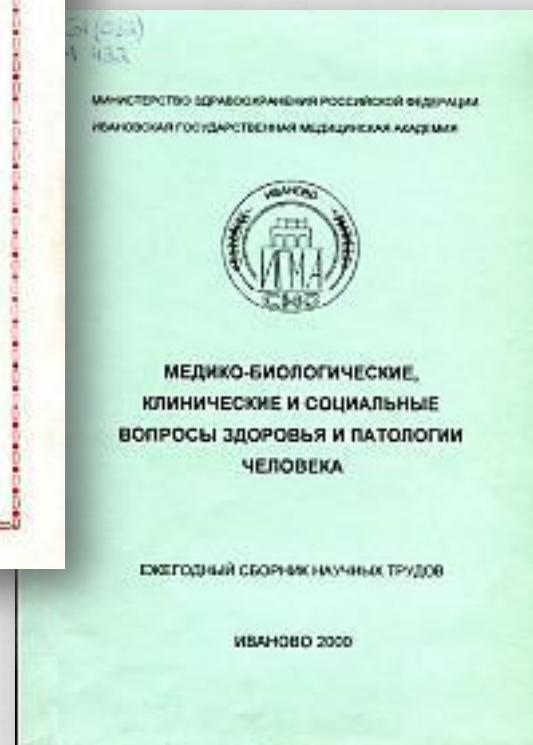 МИНИСТЕРСТВО ЗДРАВООХРАНЕНИЯ РОССИЙСКОЙ ФЕДЕРАЦИИ
ИВАНОВСКАЯ ГОСУДАРСТВЕННАЯ МЕДИЦИНСКАЯ АКАДЕМИЯ
ИВАНОВО
ИГМА
СНО
МЕДИКО-БИОЛОГИЧЕСКИЕ,
КЛИНИЧЕСКИЕ И СОЦИАЛЬНЫЕ
ВОПРОСЫ ЗДОРОВЬЯ И ПАТОЛОГИИ
ЧЕЛОВЕКА
ЕЖЕГОДНЫЙ СБОРНИК НАУЧНЫХ ТРУДОВ
ИВАНОВО 2000